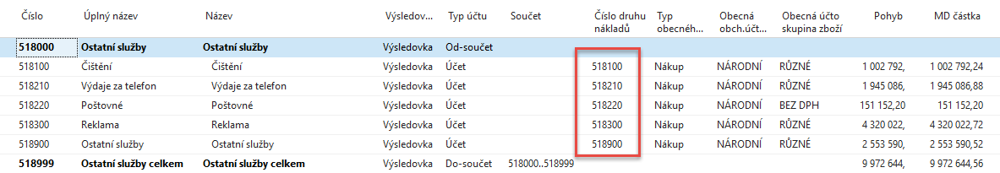 Číslo Úplný název Název Výsledov... Typ účtu Součet Číslo druhu nákladů Typ obecnéh... Obecná obch.účt... Obecná účto skupina zboží Pohyb MD částka
518000 Ostatní služby Ostatní služby Výsledovka Od-součet
518100 Čištění Čištění Výsledovka Účet 518100 Nákup NÁRODNÍ RŮZNÉ 1 002 792, 1 002 792,24
518210 Výdaje za telefon Výdaje za telefon Výsledovka Účet 518210 Nákup NÁRODNÍ RŮZNÉ 1 945 086, 1 945 086,88
518220 Poštovné Poštovné Výsledovka Účet 518220 Nákup NÁRODNÍ BEZ DPH 151 152,20 151 152,20
518300 Reklama Reklama Výsledovka Účet 518300 Nákup NÁRODNÍ RŮZNÉ 4 320 022, 4 320 022,72
518900 Ostatní služby Ostatní služby Výsledovka Účet 518900 Nákup NÁRODNÍ RŮZNÉ 2 553 590, 2 553 590,52
518999 Ostatní služby celkem Ostatní služby celkem Výsledovka Do-součet 518000..518999 9 972 644, 9 972 644,56